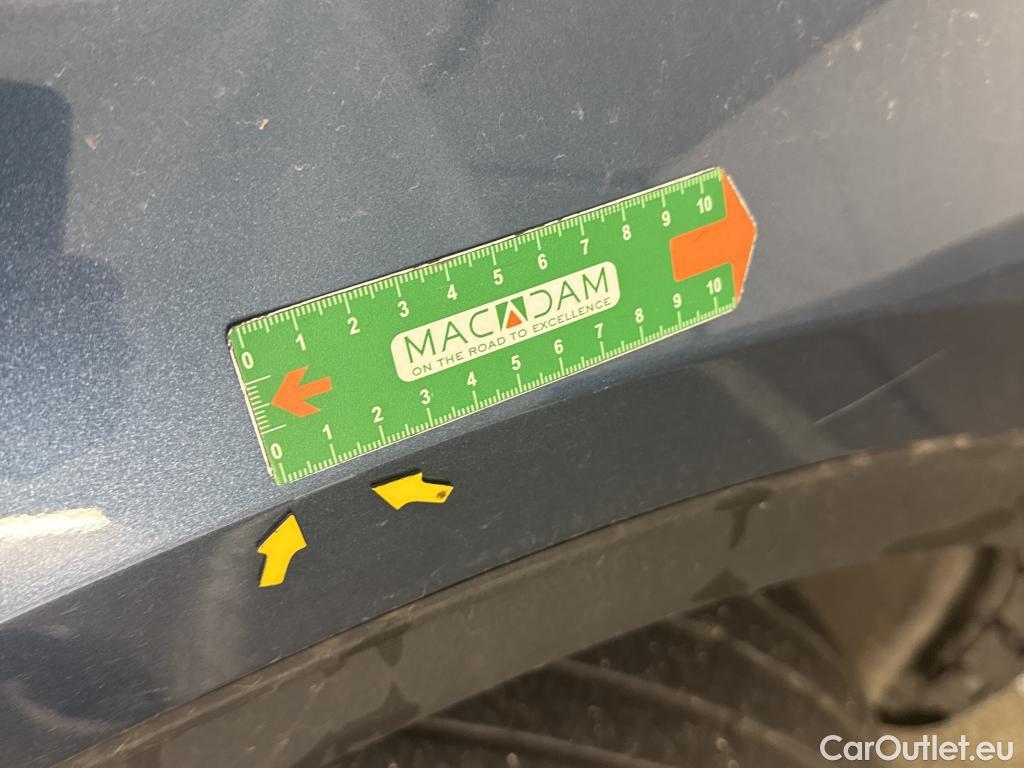 0 1 2 3 4 5 6 7 8 9 10
MACADAM
ON THE ROAD TO EXCELLENCE
0 1 2 3 4 5 6 7 8 9 10
CarOutlet.eu